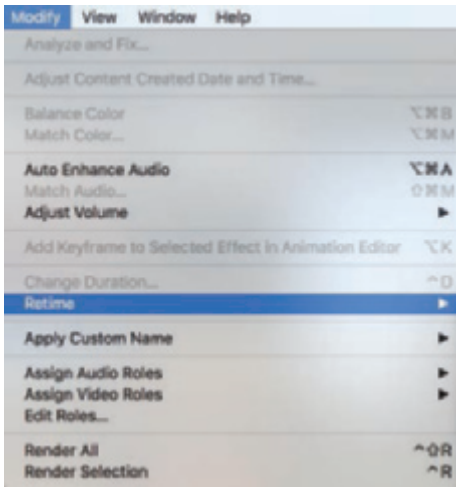 Modify View Window Help
Analyze and Fix...
Adjust Content Created Date and Time...
Balance Color ⌥⌘B
Match Color... ⌥⌘M
Auto Enhance Audio ⌥⌘A
Match Audio... ⇧⌘M
Adjust Volume ▶
Add Keyframe to Selected Effect in Animation Editor ⌥K
Change Duration... ^D
Retime ▶
Apply Custom Name ▶
Assign Audio Roles ▶
Assign Video Roles ▶
Edit Roles...
Render All ^⇧R
Render Selection ^R